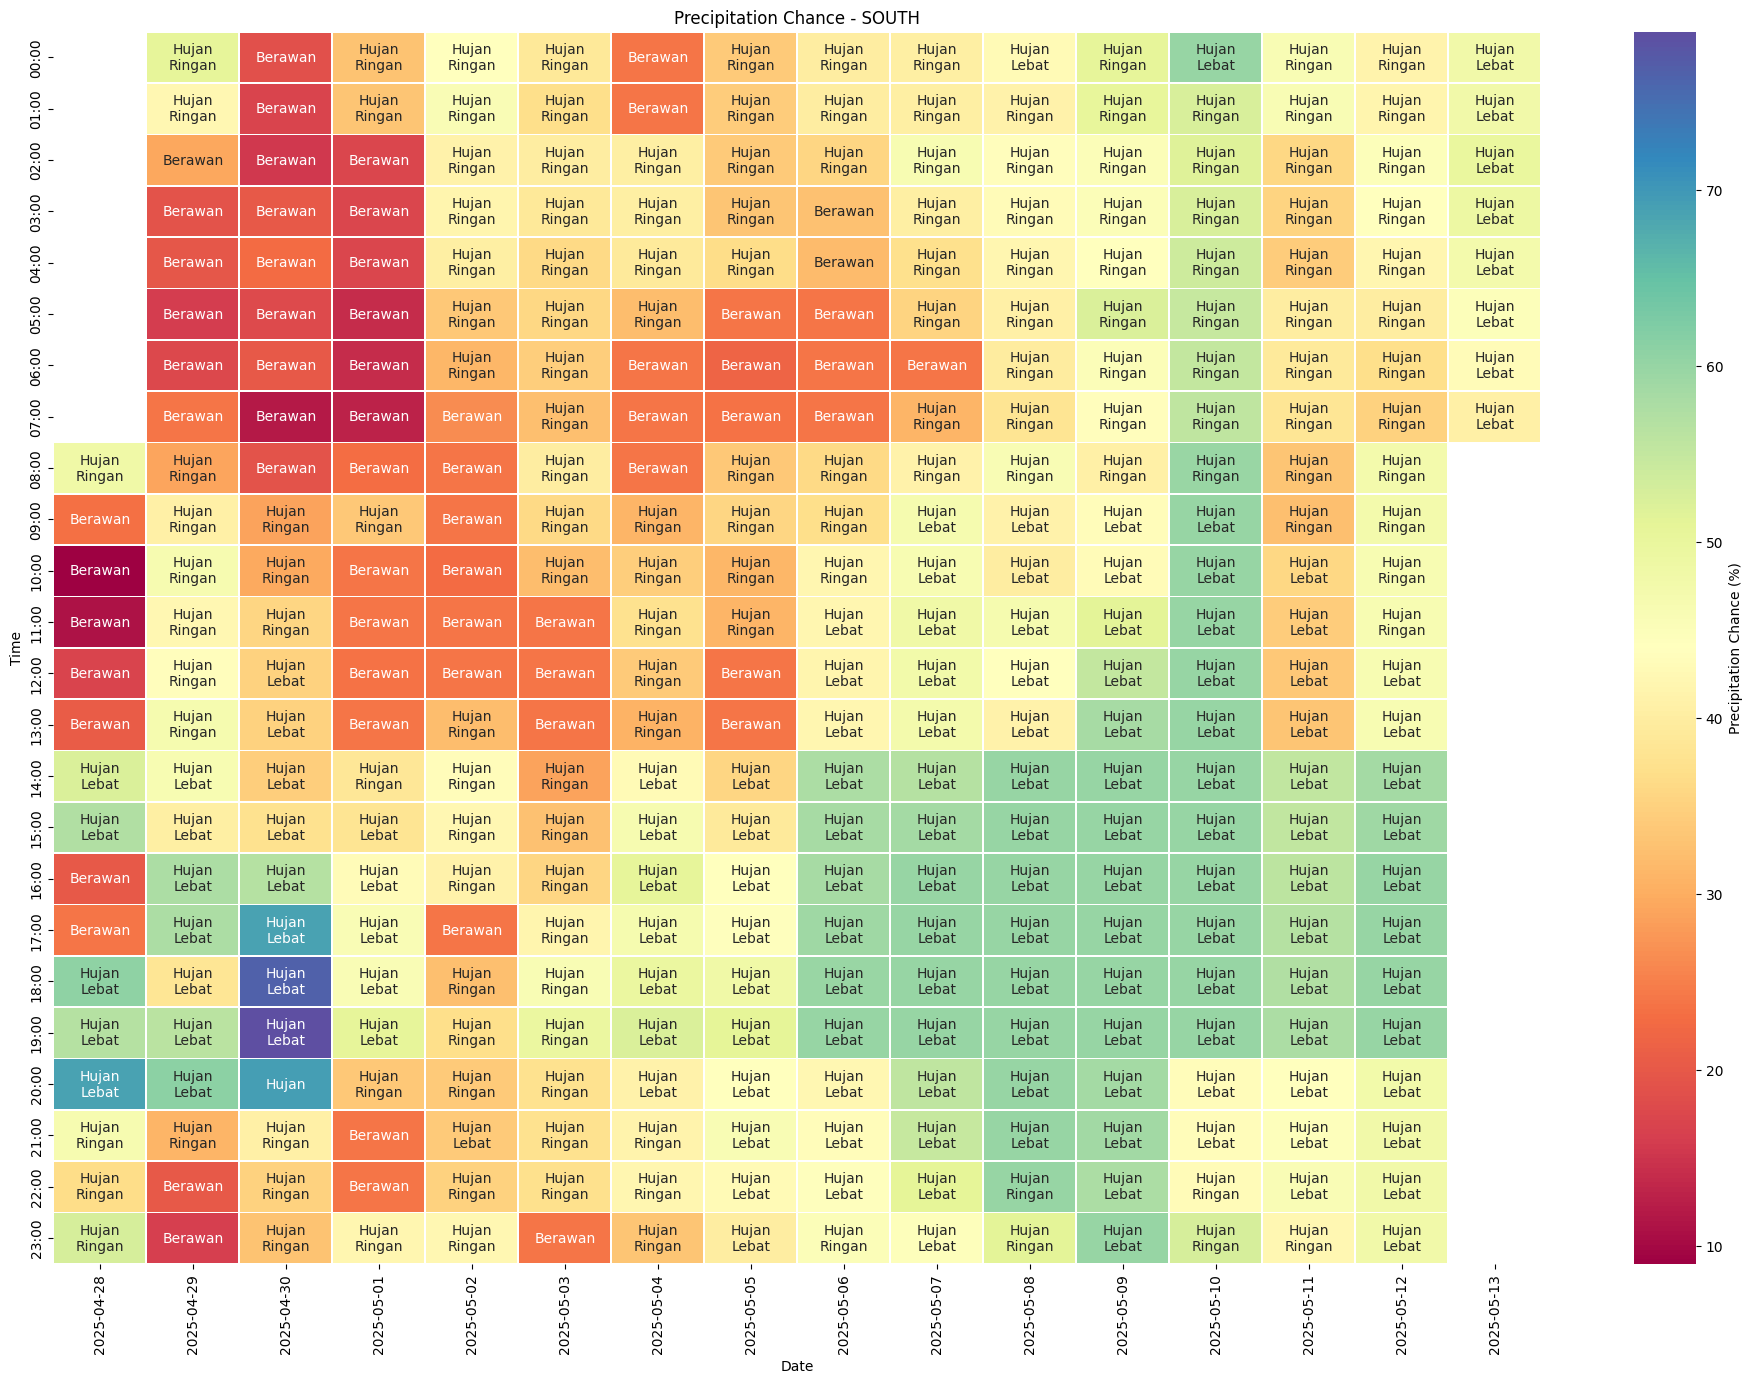 Precipitation Chance - SOUTH
00:00 Hujan Ringan Berawan Hujan Ringan Hujan Ringan Hujan Ringan Berawan Hujan Ringan Hujan Ringan Hujan Ringan Hujan Lebat Hujan Ringan Hujan Lebat Hujan Ringan Hujan Ringan Hujan Lebat
01:00 Hujan Ringan Berawan Hujan Ringan Hujan Ringan Hujan Ringan Berawan Hujan Ringan Hujan Ringan Hujan Ringan Hujan Ringan Hujan Ringan Hujan Ringan Hujan Ringan Hujan Ringan Hujan Lebat
02:00 Berawan Berawan Berawan Hujan Ringan Hujan Ringan Hujan Ringan Hujan Ringan Hujan Ringan Hujan Ringan Hujan Ringan Hujan Ringan Hujan Ringan Hujan Ringan Hujan Ringan Hujan Lebat
03:00 Berawan Berawan Berawan Hujan Ringan Hujan Ringan Hujan Ringan Hujan Ringan Berawan Hujan Ringan Hujan Ringan Hujan Ringan Hujan Ringan Hujan Ringan Hujan Ringan Hujan Lebat
04:00 Berawan Berawan Berawan Hujan Ringan Hujan Ringan Hujan Ringan Hujan Ringan Berawan Hujan Ringan Hujan Ringan Hujan Ringan Hujan Ringan Hujan Ringan Hujan Ringan Hujan Lebat
05:00 Berawan Berawan Berawan Hujan Ringan Hujan Ringan Hujan Ringan Berawan Berawan Hujan Ringan Hujan Ringan Hujan Ringan Hujan Ringan Hujan Ringan Hujan Ringan Hujan Lebat
06:00 Berawan Berawan Berawan Hujan Ringan Hujan Ringan Berawan Berawan Berawan Berawan Hujan Ringan Hujan Ringan Hujan Ringan Hujan Ringan Hujan Ringan Hujan Lebat
07:00 Berawan Berawan Berawan Berawan Hujan Ringan Berawan Berawan Berawan Hujan Ringan Hujan Ringan Hujan Ringan Hujan Ringan Hujan Ringan Hujan Ringan Hujan Lebat
08:00 Hujan Ringan Hujan Ringan Berawan Berawan Berawan Hujan Ringan Berawan Hujan Ringan Hujan Ringan Hujan Ringan Hujan Ringan Hujan Ringan Hujan Ringan Hujan Ringan Hujan Ringan
09:00 Berawan Hujan Ringan Hujan Ringan Hujan Ringan Berawan Hujan Ringan Hujan Ringan Hujan Ringan Hujan Ringan Hujan Lebat Hujan Lebat Hujan Lebat Hujan Lebat Hujan Ringan Hujan Ringan
10:00 Berawan Hujan Ringan Hujan Ringan Berawan Berawan Hujan Ringan Hujan Ringan Hujan Ringan Hujan Ringan Hujan Lebat Hujan Lebat Hujan Lebat Hujan Lebat Hujan Lebat Hujan Ringan
11:00 Berawan Hujan Ringan Hujan Ringan Berawan Berawan Berawan Hujan Ringan Hujan Ringan Hujan Lebat Hujan Lebat Hujan Lebat Hujan Lebat Hujan Lebat Hujan Lebat Hujan Ringan
12:00 Berawan Hujan Ringan Hujan Lebat Berawan Berawan Berawan Hujan Ringan Berawan Hujan Lebat Hujan Lebat Hujan Lebat Hujan Lebat Hujan Lebat Hujan Lebat Hujan Lebat
13:00 Berawan Hujan Ringan Hujan Lebat Berawan Hujan Ringan Berawan Hujan Ringan Berawan Hujan Lebat Hujan Lebat Hujan Lebat Hujan Lebat Hujan Lebat Hujan Lebat Hujan Lebat
14:00 Hujan Lebat Hujan Lebat Hujan Lebat Hujan Ringan Hujan Ringan Hujan Ringan Hujan Lebat Hujan Lebat Hujan Lebat Hujan Lebat Hujan Lebat Hujan Lebat Hujan Lebat Hujan Lebat Hujan Lebat
15:00 Hujan Lebat Hujan Lebat Hujan Lebat Hujan Lebat Hujan Ringan Hujan Ringan Hujan Lebat Hujan Lebat Hujan Lebat Hujan Lebat Hujan Lebat Hujan Lebat Hujan Lebat Hujan Lebat Hujan Lebat
16:00 Berawan Hujan Lebat Hujan Lebat Hujan Lebat Hujan Ringan Hujan Ringan Hujan Lebat Hujan Lebat Hujan Lebat Hujan Lebat Hujan Lebat Hujan Lebat Hujan Lebat Hujan Lebat Hujan Lebat
17:00 Berawan Hujan Lebat Hujan Lebat Hujan Lebat Berawan Hujan Ringan Hujan Lebat Hujan Lebat Hujan Lebat Hujan Lebat Hujan Lebat Hujan Lebat Hujan Lebat Hujan Lebat Hujan Lebat
18:00 Hujan Lebat Hujan Lebat Hujan Lebat Hujan Lebat Hujan Ringan Hujan Ringan Hujan Lebat Hujan Lebat Hujan Lebat Hujan Lebat Hujan Lebat Hujan Lebat Hujan Lebat Hujan Lebat Hujan Lebat
19:00 Hujan Lebat Hujan Lebat Hujan Lebat Hujan Lebat Hujan Ringan Hujan Ringan Hujan Lebat Hujan Lebat Hujan Lebat Hujan Lebat Hujan Lebat Hujan Lebat Hujan Lebat Hujan Lebat Hujan Lebat
20:00 Hujan Lebat Hujan Lebat Hujan Hujan Ringan Hujan Ringan Hujan Ringan Hujan Lebat Hujan Lebat Hujan Lebat Hujan Lebat Hujan Lebat Hujan Lebat Hujan Lebat Hujan Lebat Hujan Lebat
21:00 Hujan Ringan Hujan Ringan Hujan Ringan Berawan Hujan Lebat Hujan Ringan Hujan Ringan Hujan Lebat Hujan Lebat Hujan Lebat Hujan Lebat Hujan Lebat Hujan Lebat Hujan Lebat Hujan Lebat
22:00 Hujan Ringan Berawan Hujan Ringan Berawan Hujan Ringan Hujan Ringan Hujan Ringan Hujan Lebat Hujan Lebat Hujan Lebat Hujan Ringan Hujan Lebat Hujan Ringan Hujan Lebat Hujan Lebat
23:00 Hujan Ringan Berawan Hujan Ringan Hujan Ringan Hujan Ringan Berawan Hujan Ringan Hujan Lebat Hujan Ringan Hujan Lebat Hujan Ringan Hujan Lebat Hujan Ringan Hujan Ringan Hujan Lebat
Time
2025-04-28 2025-04-29 2025-04-30 2025-05-01 2025-05-02 2025-05-03 2025-05-04 2025-05-05 2025-05-06 2025-05-07 2025-05-08 2025-05-09 2025-05-10 2025-05-11 2025-05-12 2025-05-13
Date
70
60
50
40
30
20
10
Precipitation Chance (%)